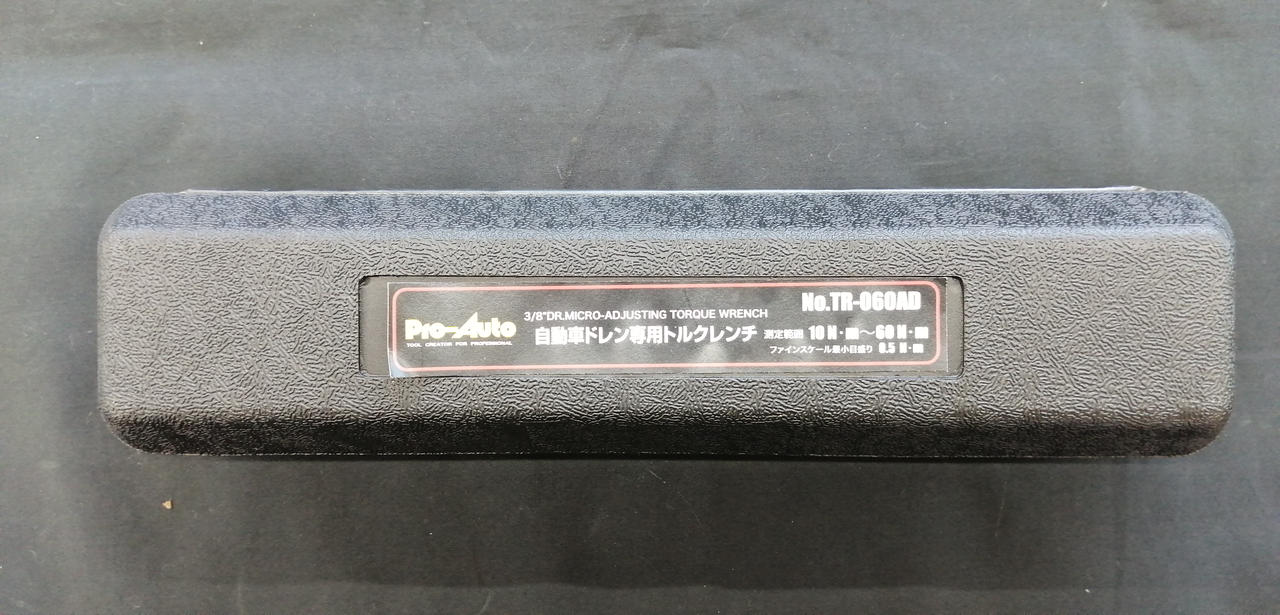 Pro-Auto
TOOL CREATOR FOR PROFESSIONAL
No.TR-060AD
3/8"DR.MICRO-ADJUSTING TORQUE WRENCH
自動車ドレン専用トルクレンチ 測定範囲 10 N・m〜60 N・m
ファインスケール最小目盛り 0.5 N・m